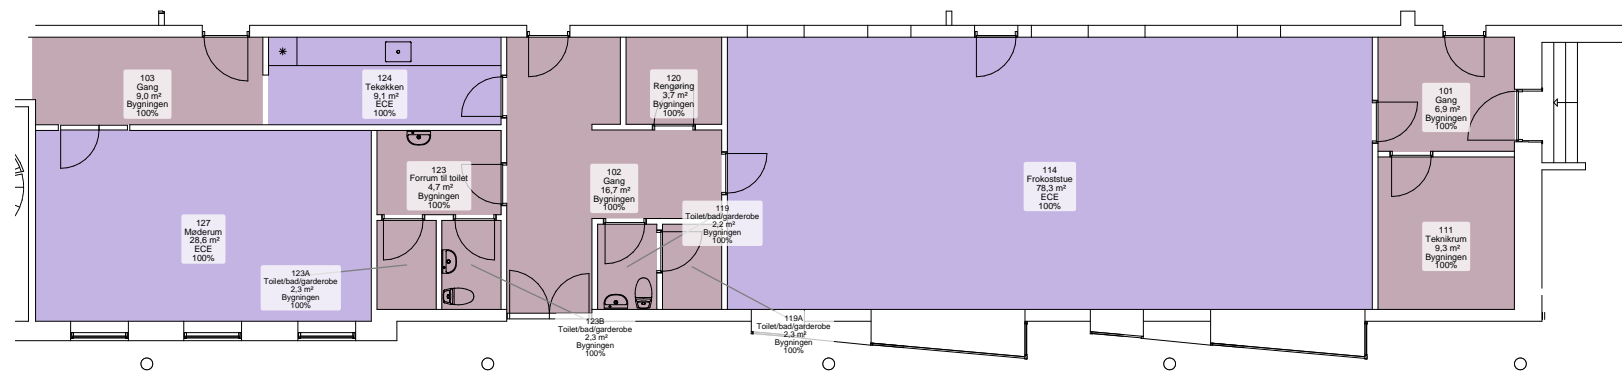 103
Gang
9,0 m²
Bygningen
100%
124
Tekøkken
9,1 m²
ECE
100%
120
Rengøring
3,7 m²
Bygningen
100%
101
Gang
6,9 m²
Bygningen
100%
123
Forrum til toilet
4,7 m²
Bygningen
100%
102
Gang
16,7 m²
Bygningen
100%
114
Frokoststue
78,3 m²
ECE
100%
127
Møderum
28,6 m²
ECE
100%
119
Toilet/bad/garderobe
2,2 m²
Bygningen
100%
111
Teknikrum
9,3 m²
Bygningen
100%
123A
Toilet/bad/garderobe
2,3 m²
Bygningen
100%
123B
Toilet/bad/garderobe
2,3 m²
Bygningen
100%
119A
Toilet/bad/garderobe
2,3 m²
Bygningen
100%